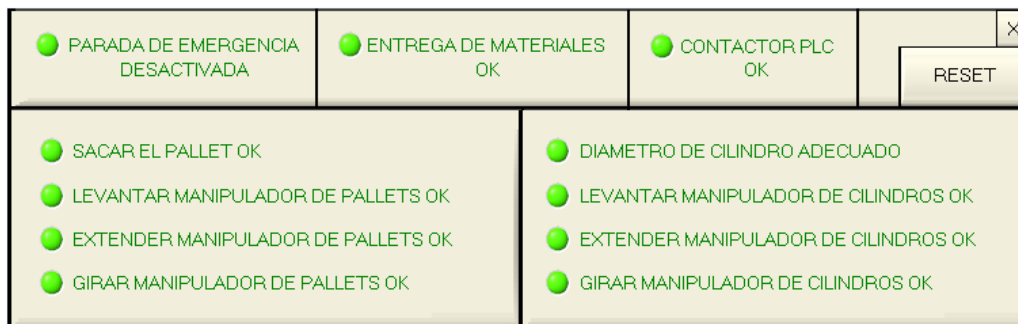 PARADA DE EMERGENCIA
DESACTIVADA
ENTREGA DE MATERIALES
OK
CONTACTOR PLC
OK
X
RESET
SACAR EL PALLET OK
LEVANTAR MANIPULADOR DE PALLETS OK
EXTENDER MANIPULADOR DE PALLETS OK
GIRAR MANIPULADOR DE PALLETS OK
DIAMETRO DE CILINDRO ADECUADO
LEVANTAR MANIPULADOR DE CILINDROS OK
EXTENDER MANIPULADOR DE CILINDROS OK
GIRAR MANIPULADOR DE CILINDROS OK